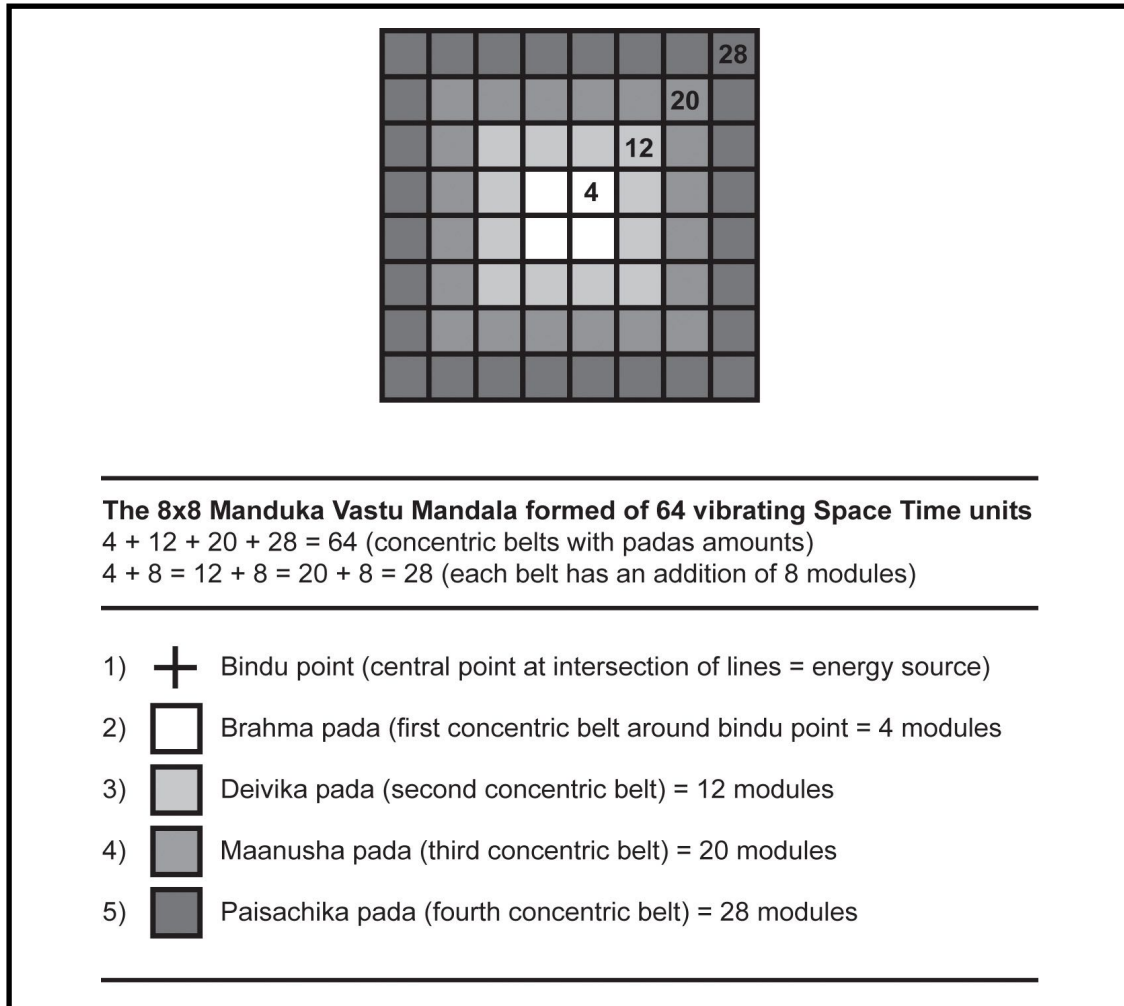 28
20
12
4
The 8x8 Manduka Vastu Mandala formed of 64 vibrating Space Time units
4 + 12 + 20 + 28 = 64 (concentric belts with padas amounts)
4 + 8 = 12 + 8 = 20 + 8 = 28 (each belt has an addition of 8 modules)
1) Bindu point (central point at intersection of lines = energy source)
2) Brahma pada (first concentric belt around bindu point = 4 modules
3) Deivika pada (second concentric belt) = 12 modules
4) Maanusha pada (third concentric belt) = 20 modules
5) Paisachika pada (fourth concentric belt) = 28 modules